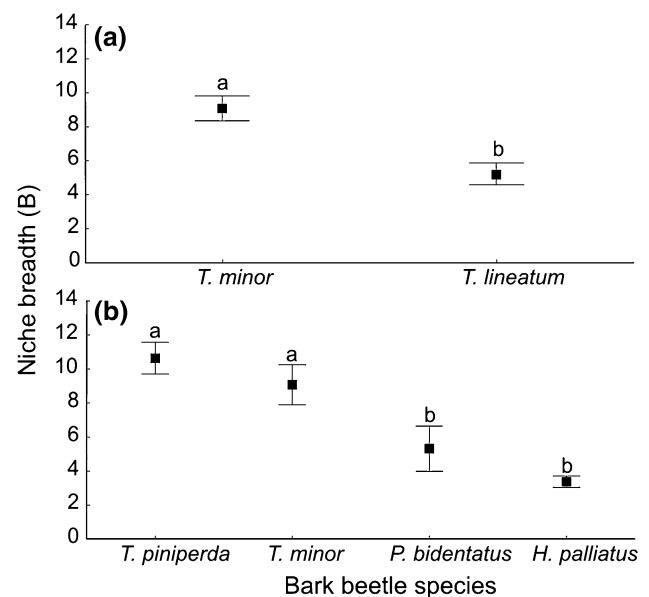 (a)
14
12
10
8
6
4
2
0
a
b
T. minor T. lineatum
Niche breadth (B)
(b)
14
12
10
8
6
4
2
0
a
a
b
b
T. piniperda T. minor P. bidentatus H. palliatus
Bark beetle species